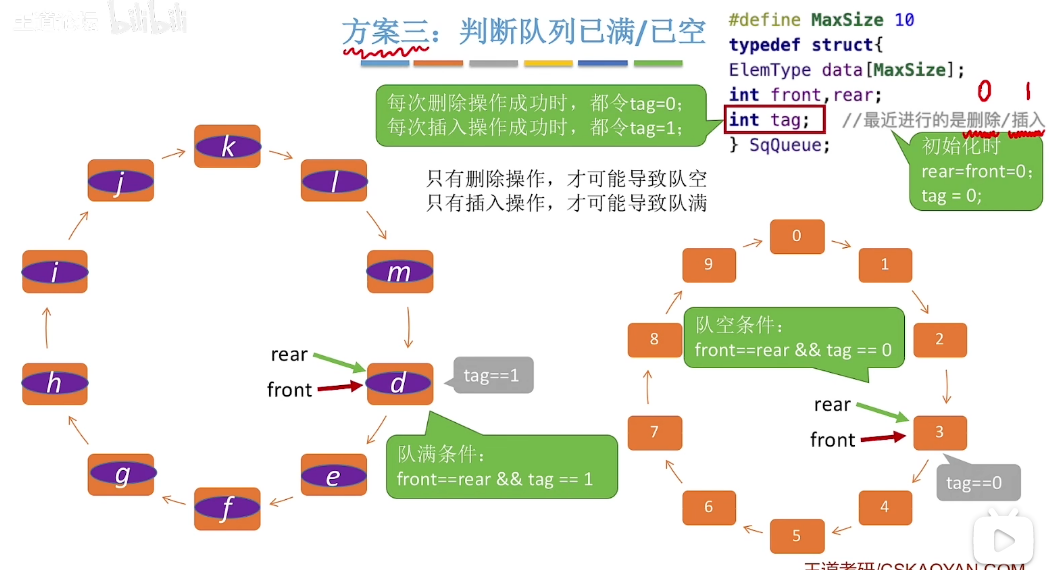 bilibili
方案三：判断队列已满/已空
#define MaxSize 10
typedef struct{
ElemType data[MaxSize];
int front,rear;
0 1
int tag; //最近进行的是删除/插入
} SqQueue;
每次删除操作成功时，都令tag=0；
每次插入操作成功时，都令tag=1；
初始化时
rear=front=0；
tag = 0;
只有删除操作，才可能导致队空
只有插入操作，才可能导致队满
k
l
m
d
e
f
g
h
i
j
rear
front
tag==1
队满条件：
front==rear && tag == 1
0
1
2
3
4
5
6
7
8
9
队空条件：
front==rear && tag == 0
rear
front
tag==0
王道考研/CSKAOYAN.COM